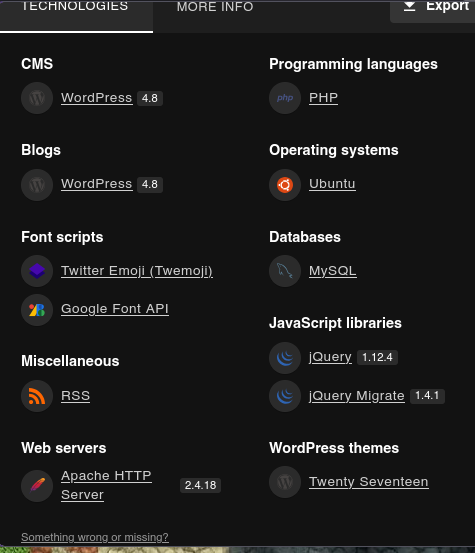 TECHNOLOGIES
MORE INFO
Export
CMS
WordPress 4.8
Blogs
WordPress 4.8
Font scripts
Twitter Emoji (Twemoji)
Google Font API
Miscellaneous
RSS
Web servers
Apache HTTP
Server
2.4.18
Programming languages
php PHP
Operating systems
Ubuntu
Databases
MySQL
JavaScript libraries
jQuery 1.12.4
jQuery Migrate 1.4.1
WordPress themes
Twenty Seventeen
Something wrong or missing?